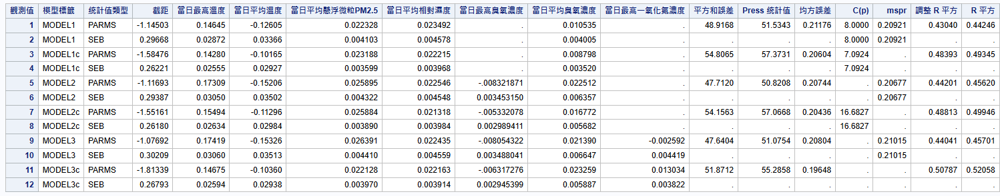 觀測值 模型標籤 統計值類型 截距 當日最高溫度 當日平均溫度 當日平均懸浮微粒PM2.5 當日平均相對濕度 當日最高臭氧濃度 當日平均臭氧濃度 當日最高一氧化氮濃度 平方和誤差 Press 統計值 均方誤差 C(p) mspr 調整 R 平方 R 平方
1 MODEL1 PARMS -1.14503 0.14645 -0.12605 0.022328 0.023492 . 0.010535 . 48.9168 51.5343 0.21176 8.0000 0.20921 0.43040 0.44246
2 MODEL1 SEB 0.29668 0.02872 0.03366 0.004103 0.004578 . 0.004005 . . . . 8.0000 0.20921 . .
3 MODEL1c PARMS -1.58476 0.14280 -0.10165 0.023188 0.022215 . 0.008798 . 54.8065 57.3731 0.20604 7.0924 . 0.48393 0.49345
4 MODEL1c SEB 0.26221 0.02555 0.02927 0.003599 0.003968 . 0.003520 . . . . 7.0924 . . .
5 MODEL2 PARMS -1.11693 0.17309 -0.15206 0.025895 0.022546 -.008321871 0.022512 . 47.7120 50.8208 0.20744 . 0.20677 0.44201 0.45620
6 MODEL2 SEB 0.29387 0.03050 0.03502 0.004322 0.004548 0.003453150 0.006357 . . . . . 0.20677 . .
7 MODEL2c PARMS -1.55161 0.15494 -0.11296 0.025884 0.021318 -.005332078 0.016772 . 54.1563 57.0668 0.20436 16.6827 . 0.48813 0.49946
8 MODEL2c SEB 0.26180 0.02634 0.02984 0.003890 0.003984 0.002989411 0.005682 . . . . 16.6827 . . .
9 MODEL3 PARMS -1.07692 0.17419 -0.15326 0.026391 0.022435 -.008054322 0.021390 -0.002592 47.6404 51.0754 0.20804 . 0.21015 0.44041 0.45701
10 MODEL3 SEB 0.30209 0.03060 0.03513 0.004410 0.004559 0.003488041 0.006647 0.004419 . . . . 0.21015 . .
11 MODEL3c PARMS -1.81339 0.14675 -0.10360 0.022128 0.022163 -.006317276 0.023259 0.013034 51.8712 55.2858 0.19648 . . 0.50787 0.52058
12 MODEL3c SEB 0.26793 0.02594 0.02938 0.003970 0.003914 0.002945399 0.005887 0.003822 . . . . . . .